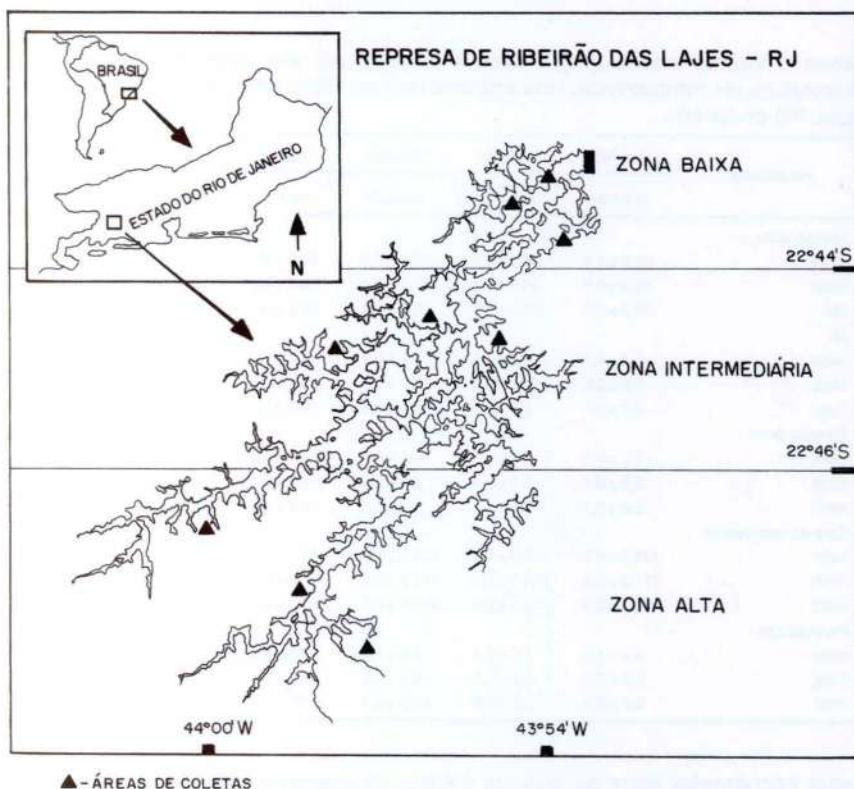 REPRESA DE RIBEIRÃO DAS LAJES - RJ
BRASIL
ESTADO DO RIO DE JANEIRO
N
ZONA BAIXA
22°44'S
ZONA INTERMEDIÁRIA
22°46'S
ZONA ALTA
44°00'W
43°54'W
▲ - ÁREAS DE COLETAS